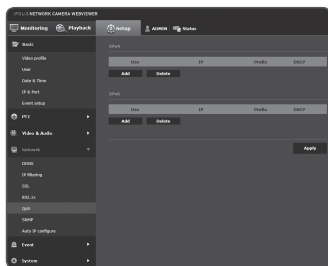 iPOLiS NETWORK CAMERA WEBVIEWER
Monitoring Playback Setup ADMIN Status
Basic
Video profile
User
Date & Time
IP & Port
Event setup
PTZ
Video & Audio
Network
DDNS
IP filtering
SSL
802.1x
QoS
SNMP
Auto IP configure
Event
System
IPv4
Use IP Prefix DSCP
Add Delete
IPv6
Use IP Prefix DSCP
Add Delete
Apply